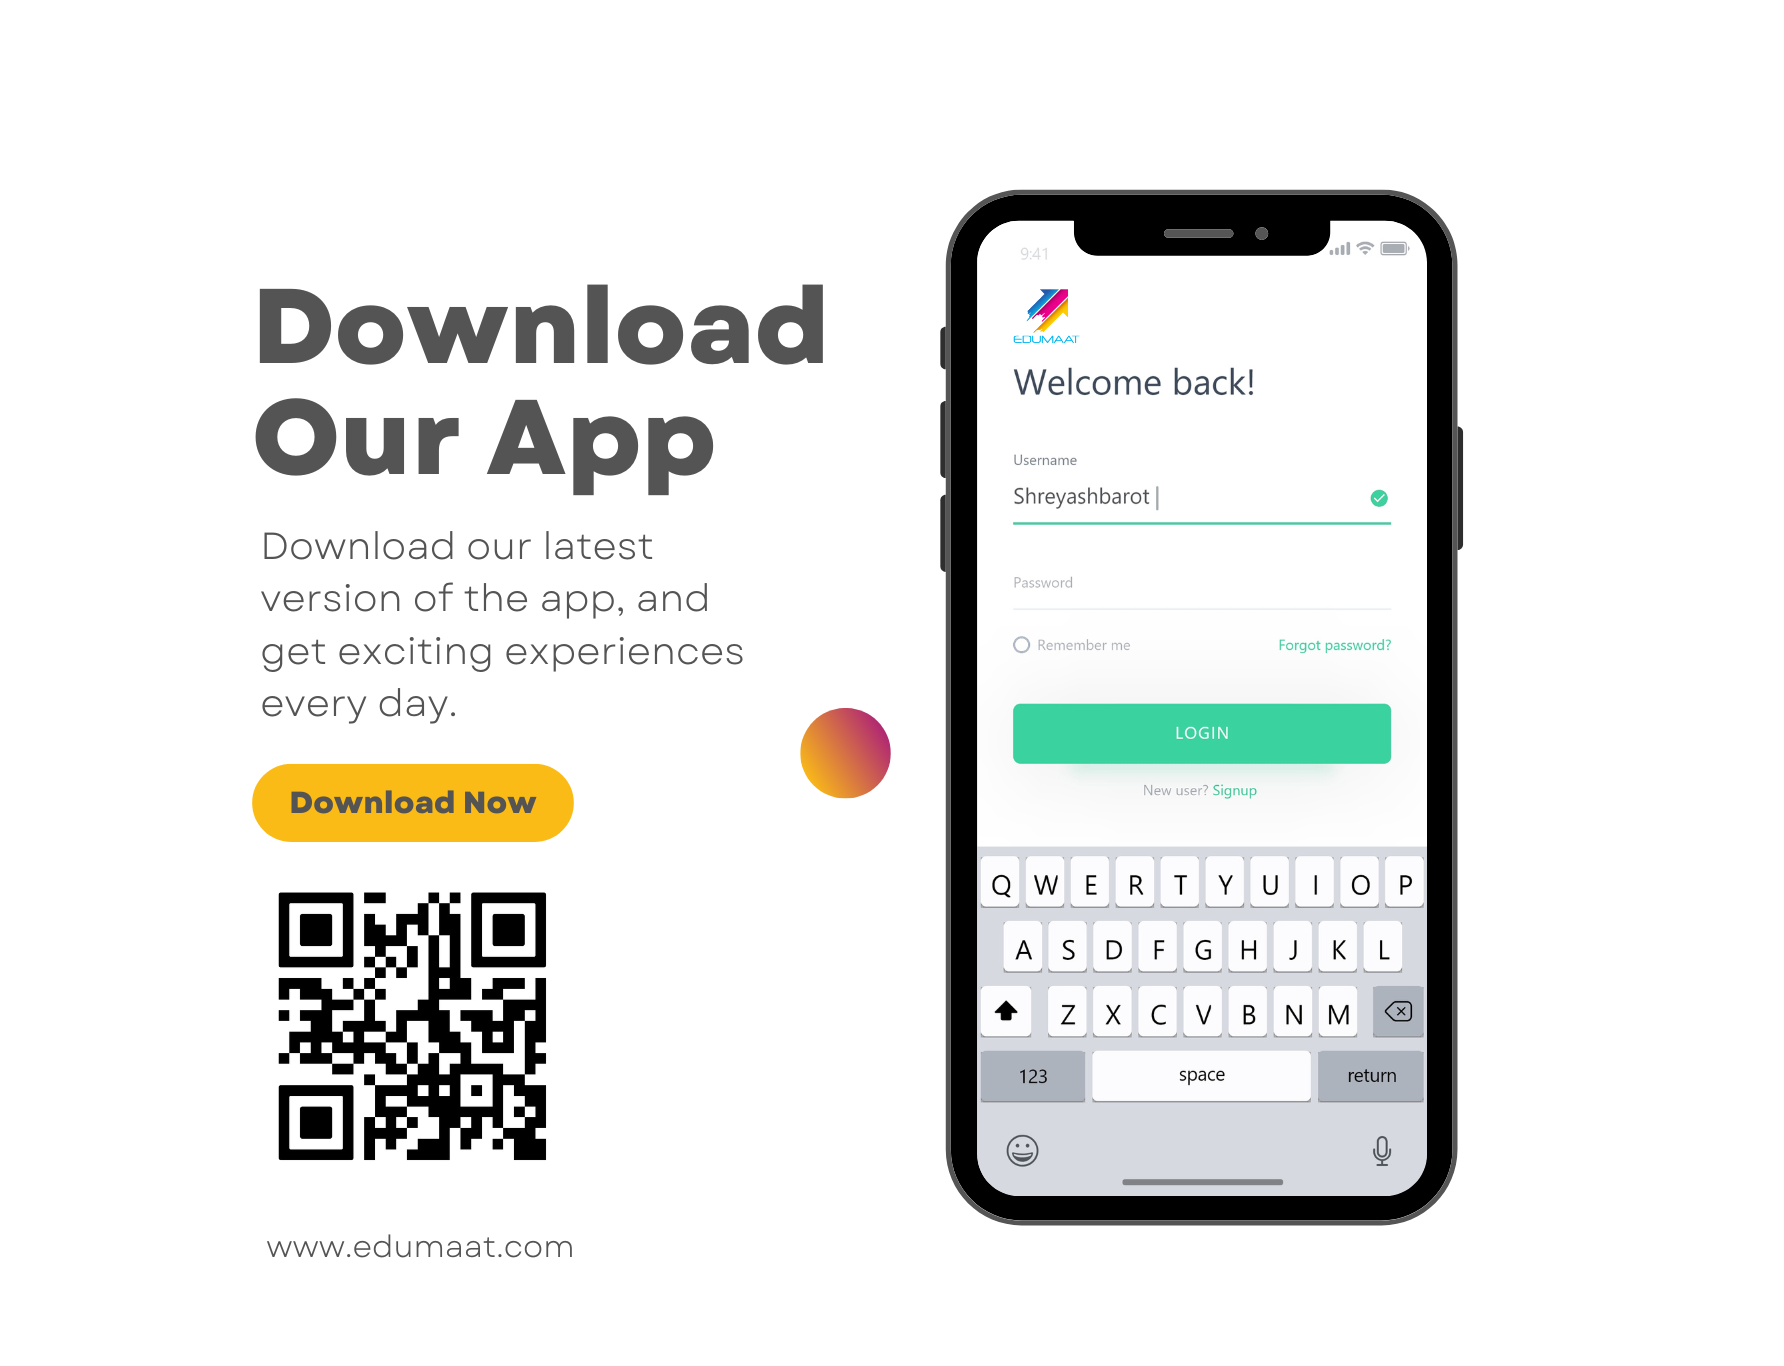 Download
Our App
Download our latest
version of the app, and
get exciting experiences
every day.
Download Now
www.edumaat.com
9:41
EDUMAAT
Welcome back!
Username
Shreyashbarot
Password
Remember me Forgot password?
LOGIN
New user? Signup
Q W E R T Y U I O P
A S D F G H J K L
Z X C V B N M
123 space return